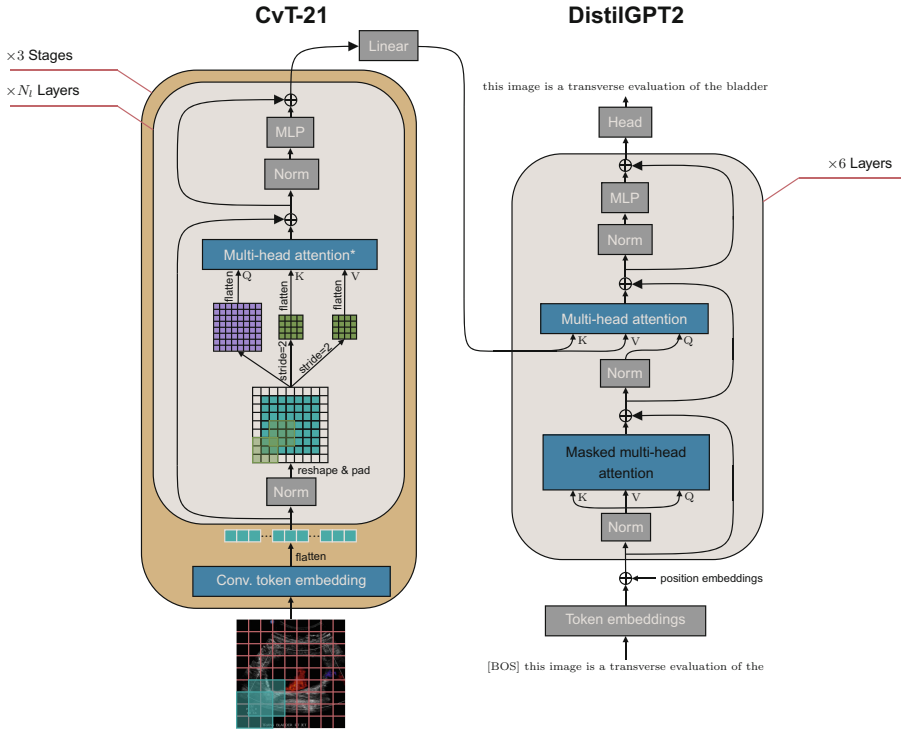 CvT-21
DistilGPT2
×3 Stages
×N_l Layers
Linear
MLP
Norm
Multi-head attention*
Q
K
V
flatten
flatten
flatten
stride=2
stride=2
reshape & pad
Norm
flatten
Conv. token embedding
this image is a transverse evaluation of the bladder
Head
×6 Layers
MLP
Norm
Multi-head attention
K
V
Q
Norm
Masked multi-head
attention
K
V
Q
Norm
position embeddings
Token embeddings
[BOS] this image is a transverse evaluation of the